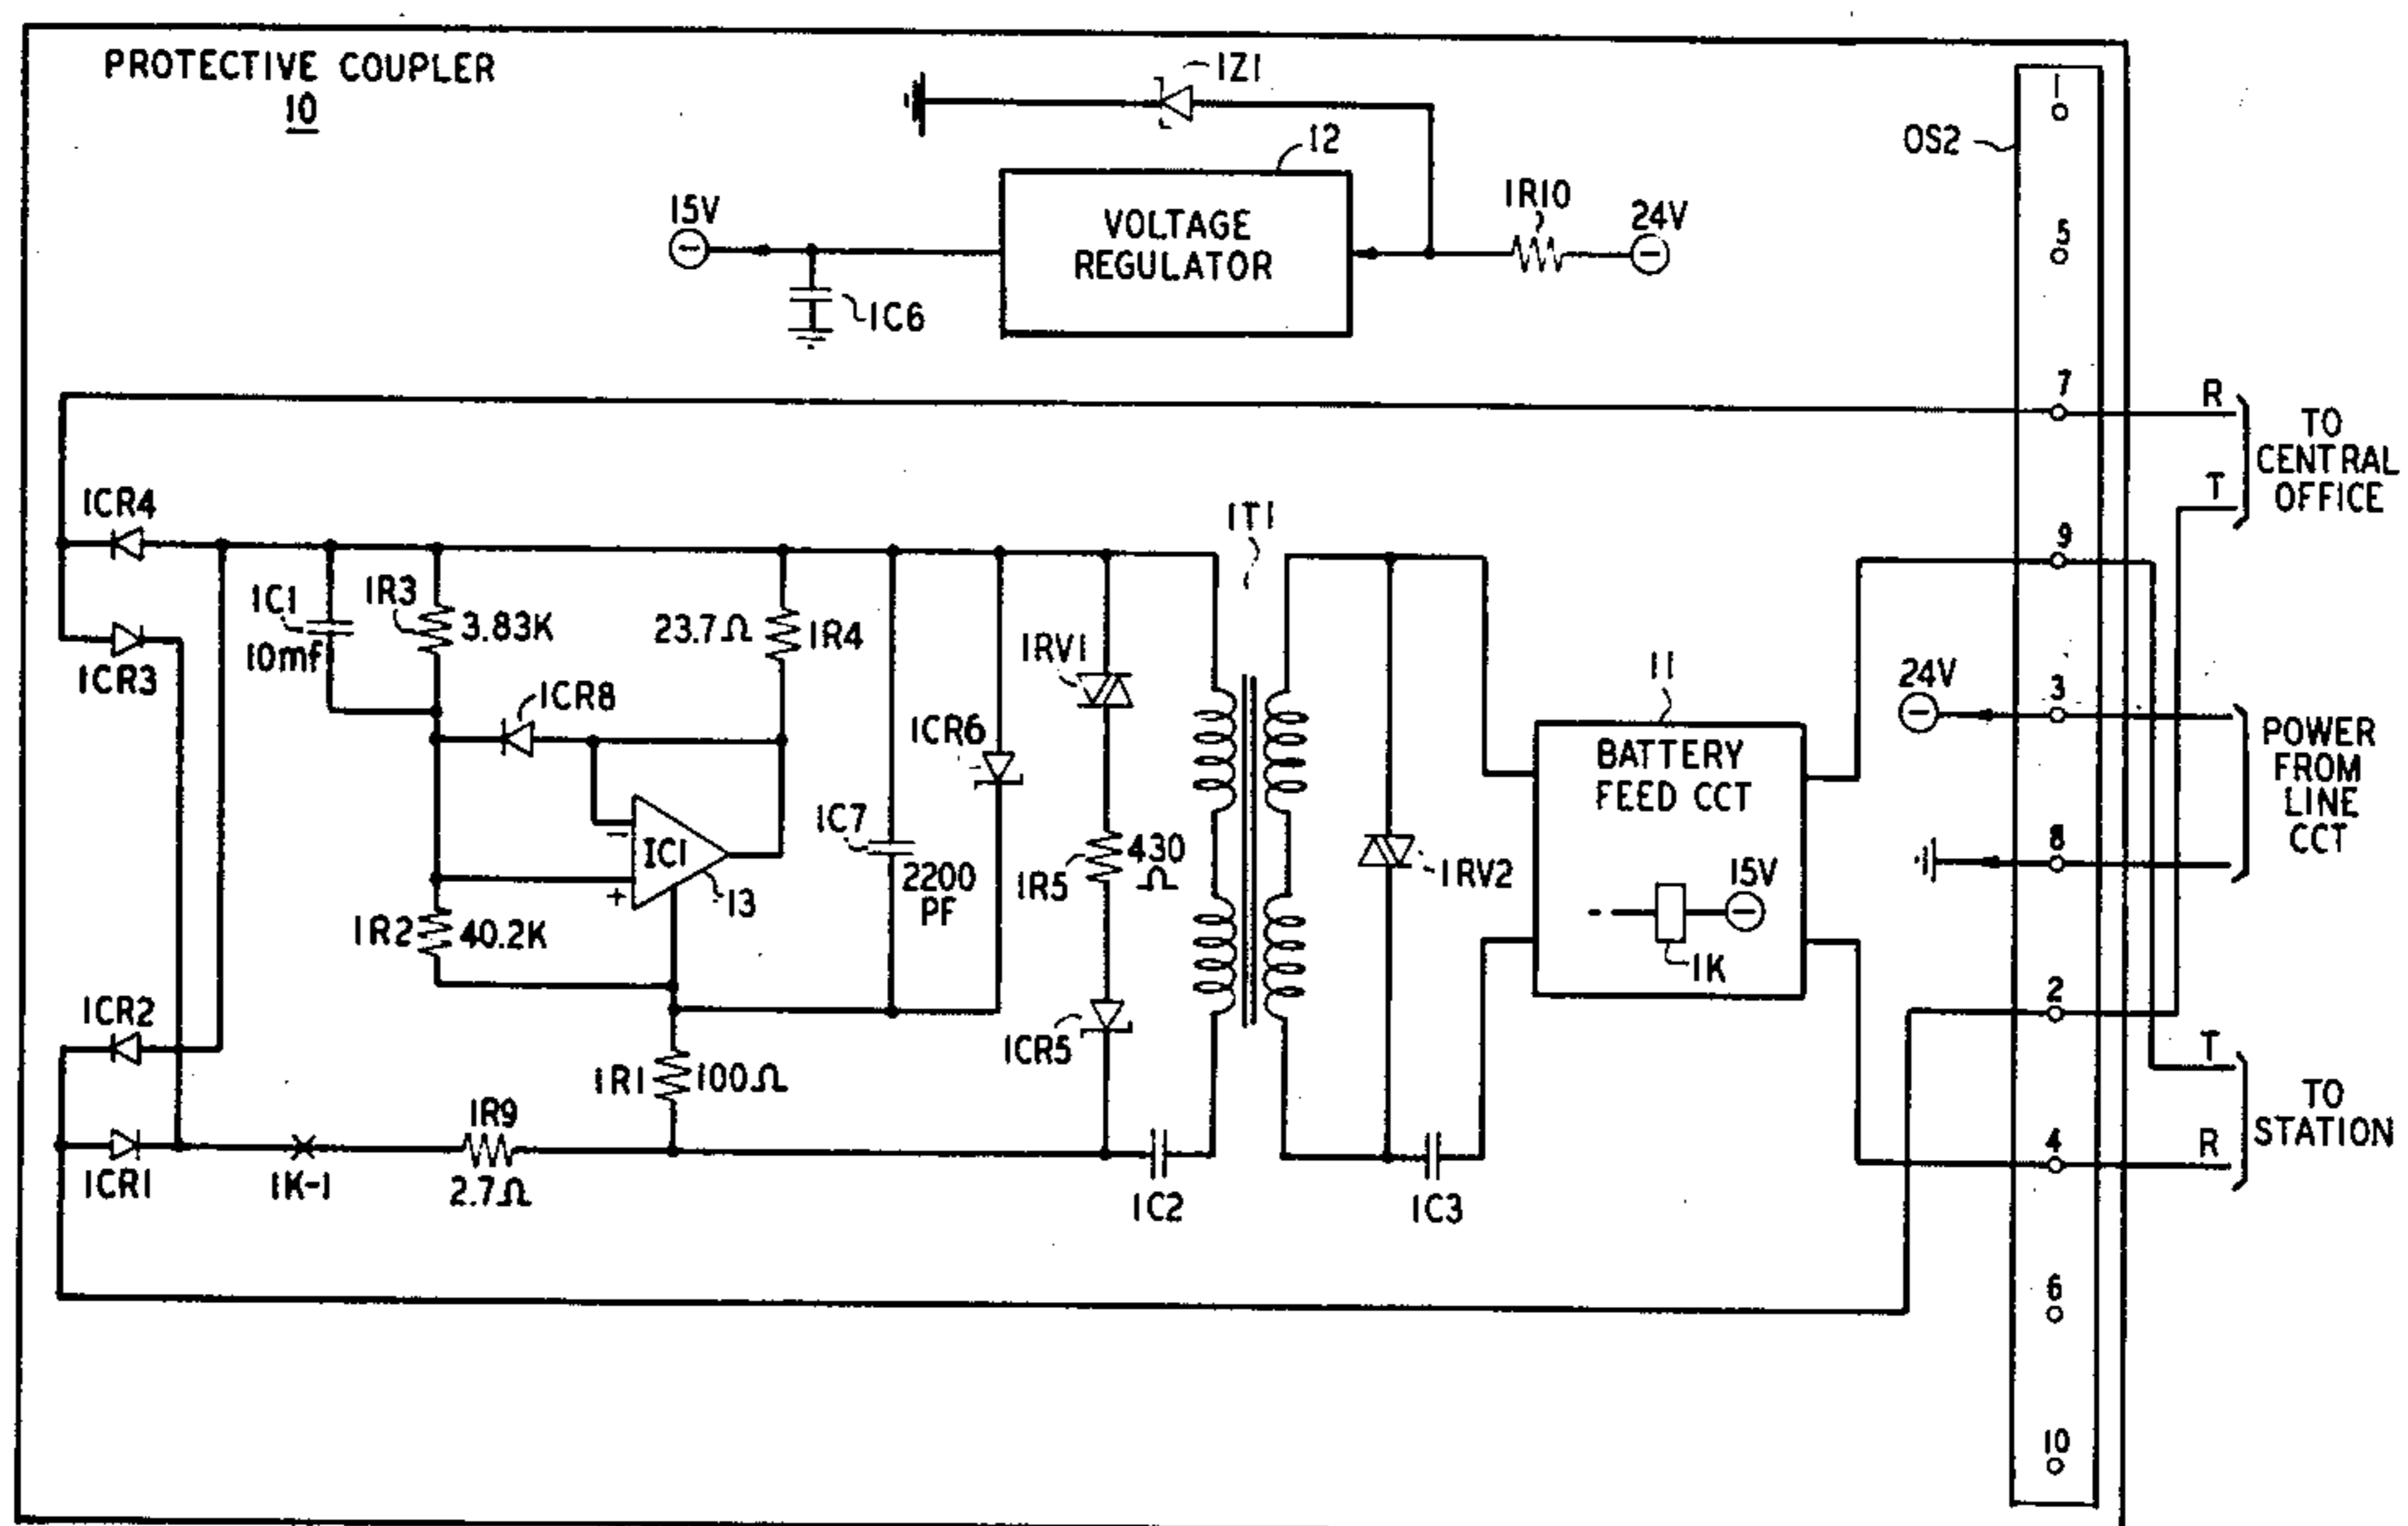 PROTECTIVE COUPLER
10
1Z1
12
OS2
1
15V
VOLTAGE
REGULATOR
1R10
24V
5
1C6
7
R
TO
CENTRAL
OFFICE
T
1CR4
1T1
9
1C1
10mf
1R3
3.83K
23.7Ω
1R4
1CR3
1RV1
11
24V
3
POWER
FROM
LINE
CCT
1CR8
1CR6
BATTERY
FEED CCT
−
IC1
+
13
1C7
2200
PF
1R5
430
Ω
1RV2
8
15V
1K
1R2
40.2K
1CR2
1CR5
2
T
1R1
100Ω
TO
STATION
1R9
2.7Ω
4
R
1CR1
1K-1
1C2
1C3
6
10